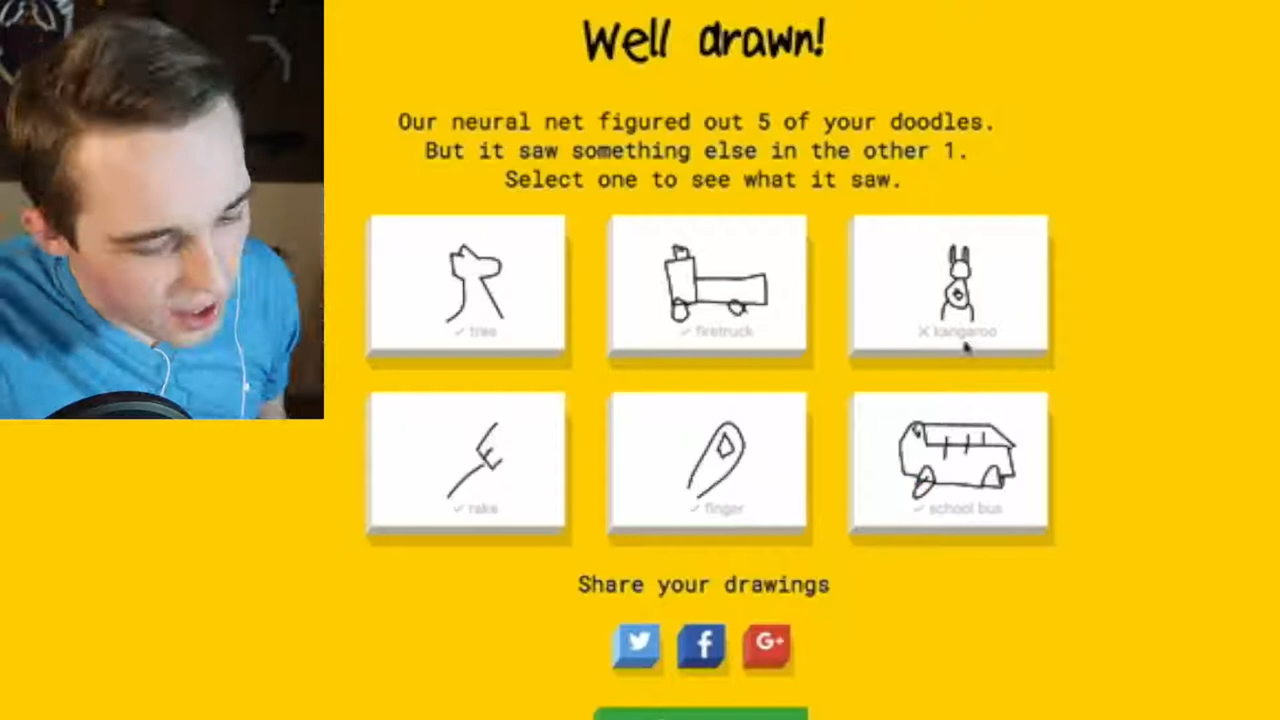 Well drawn!
Our neural net figured out 5 of your doodles.
But it saw something else in the other 1.
Select one to see what it saw.
✓ tree
✓ firetruck
✕ kangaroo
✓ rake
✓ finger
✓ school bus
Share your drawings
f
G+